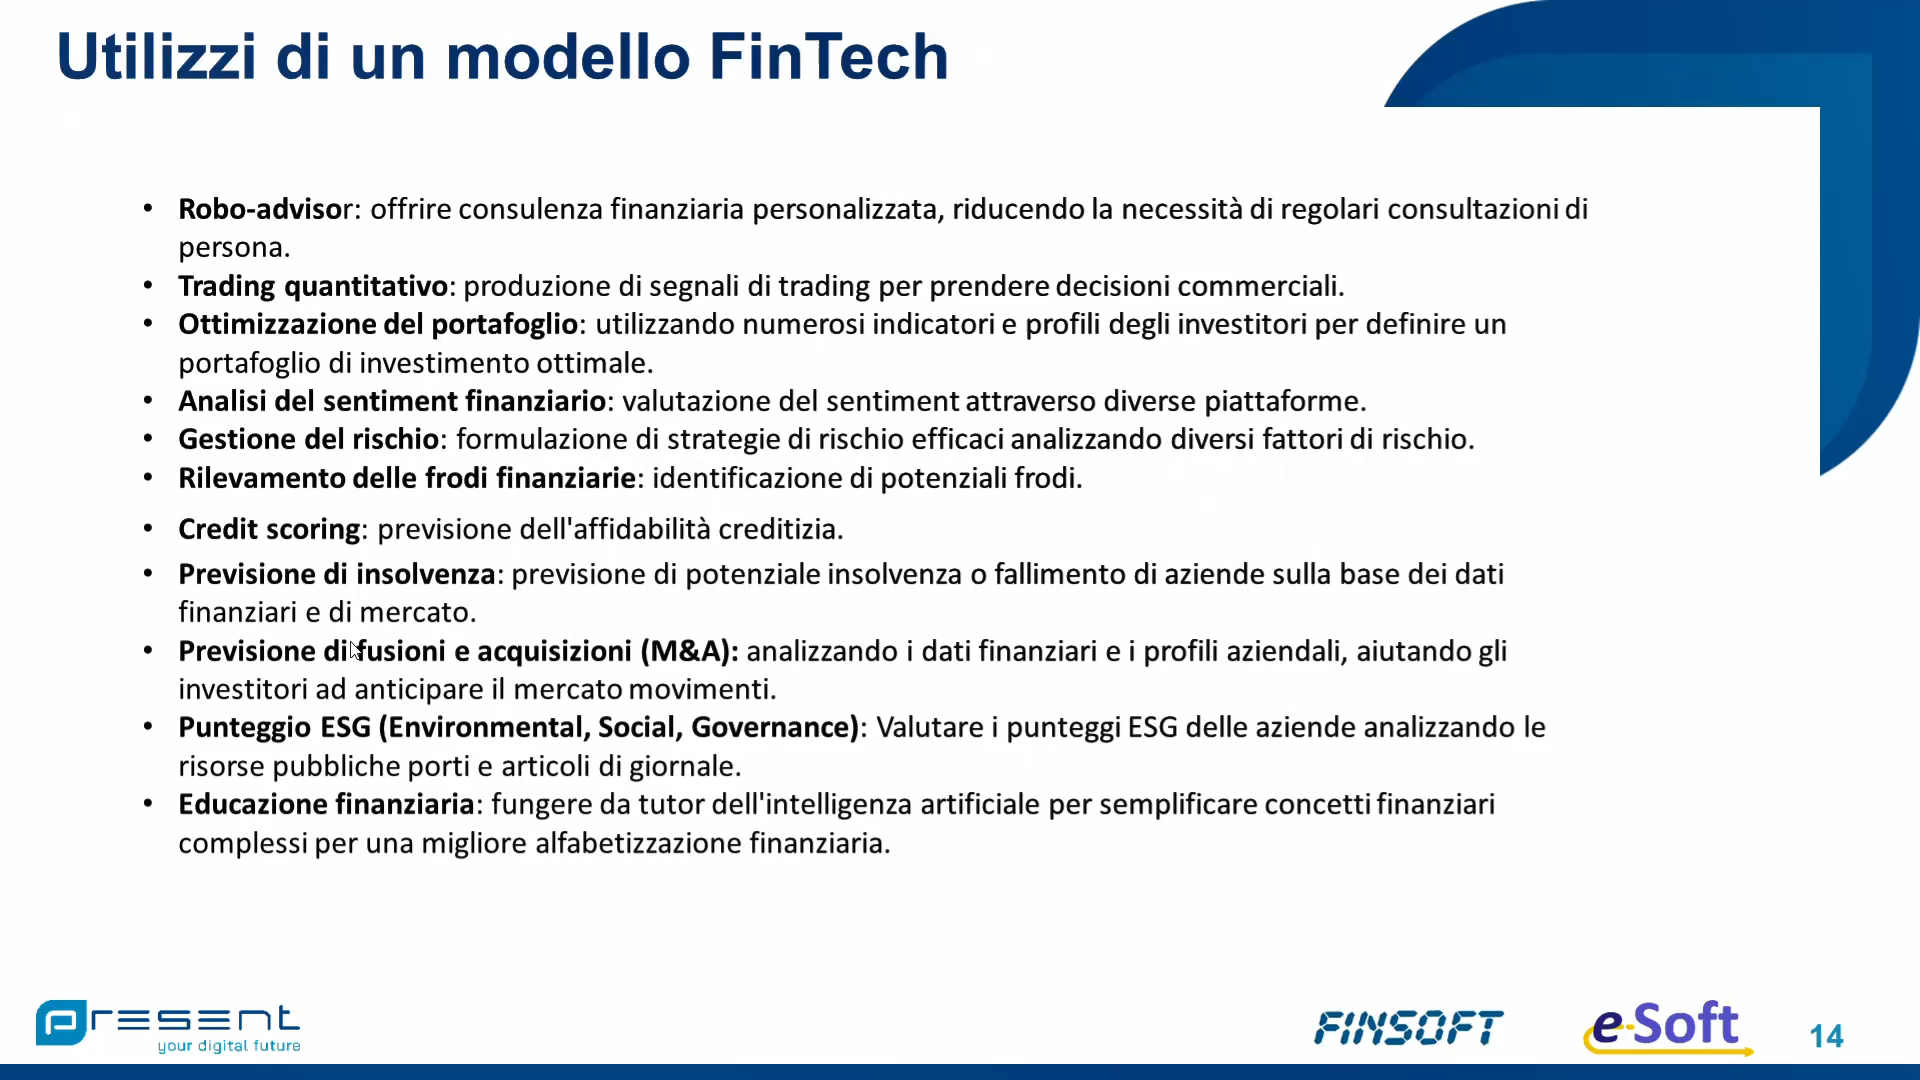 Utilizzi di un modello FinTech
• Robo-advisor: offrire consulenza finanziaria personalizzata, riducendo la necessità di regolari consultazioni di
persona.
• Trading quantitativo: produzione di segnali di trading per prendere decisioni commerciali.
• Ottimizzazione del portafoglio: utilizzando numerosi indicatori e profili degli investitori per definire un
portafoglio di investimento ottimale.
• Analisi del sentiment finanziario: valutazione del sentiment attraverso diverse piattaforme.
• Gestione del rischio: formulazione di strategie di rischio efficaci analizzando diversi fattori di rischio.
• Rilevamento delle frodi finanziarie: identificazione di potenziali frodi.
• Credit scoring: previsione dell'affidabilità creditizia.
• Previsione di insolvenza: previsione di potenziale insolvenza o fallimento di aziende sulla base dei dati
finanziari e di mercato.
• Previsione di fusioni e acquisizioni (M&A): analizzando i dati finanziari e i profili aziendali, aiutando gli
investitori ad anticipare il mercato movimenti.
• Punteggio ESG (Environmental, Social, Governance): Valutare i punteggi ESG delle aziende analizzando le
risorse pubbliche porti e articoli di giornale.
• Educazione finanziaria: fungere da tutor dell'intelligenza artificiale per semplificare concetti finanziari
complessi per una migliore alfabetizzazione finanziaria.
present
your digital future
FINSOFT
e-Soft
14